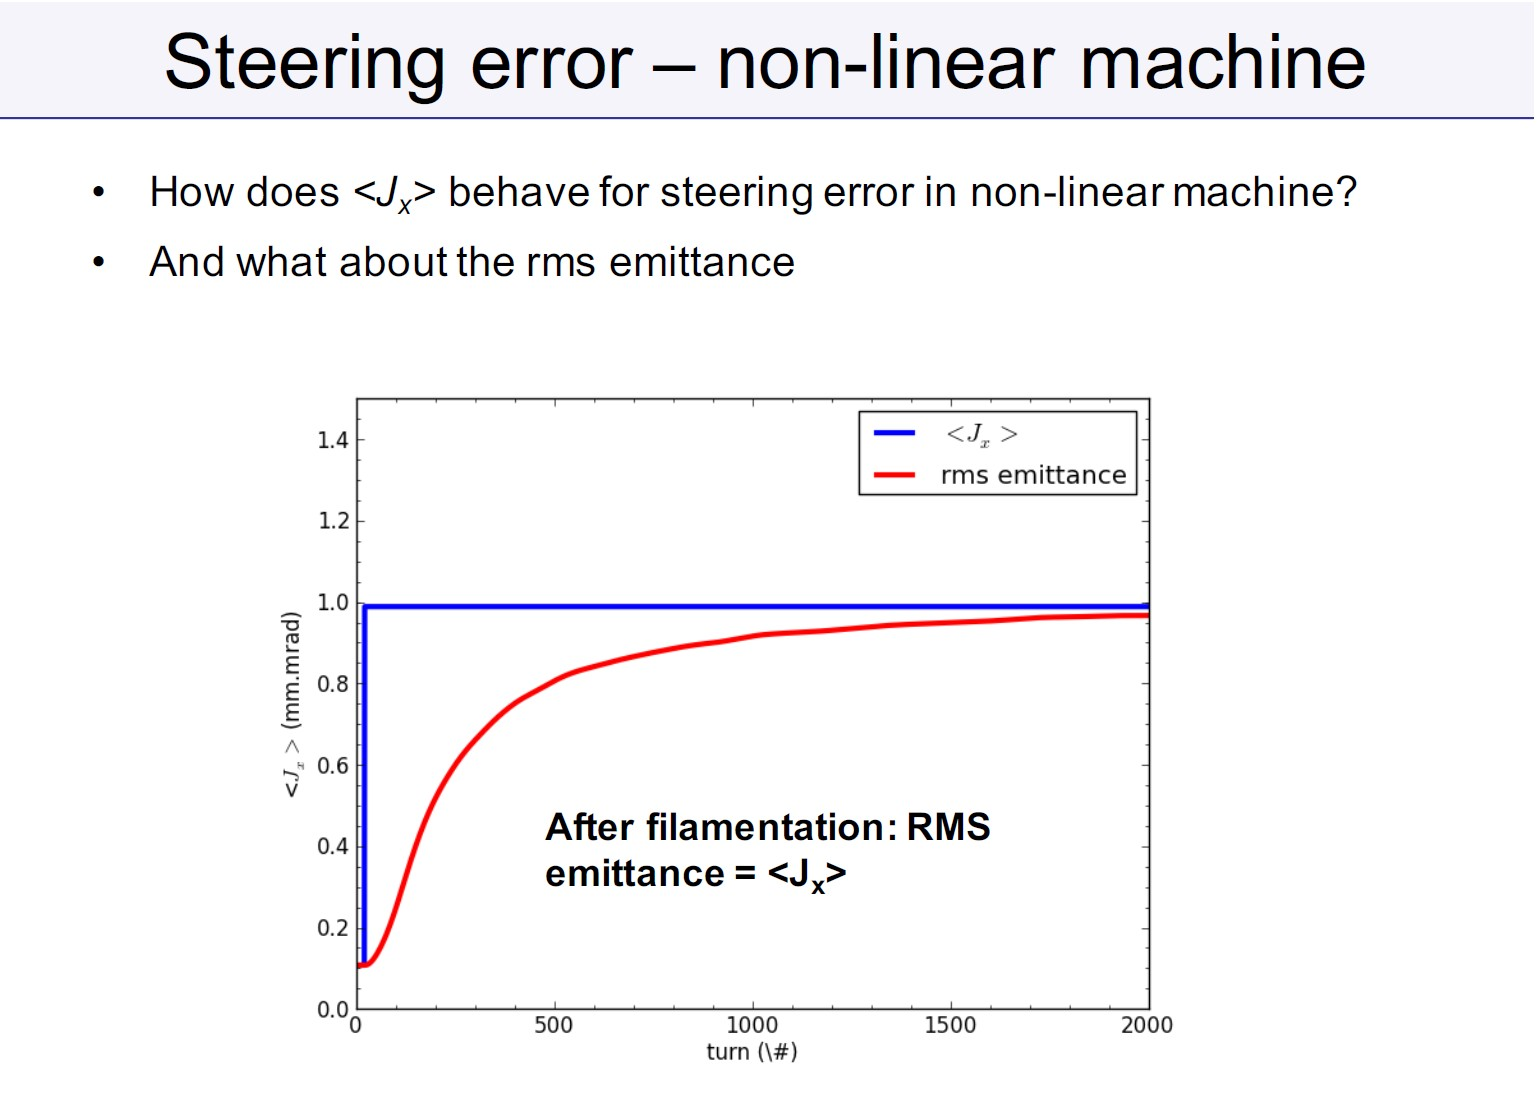 Steering error – non-linear machine
• How does <Jx> behave for steering error in non-linear machine?
• And what about the rms emittance
<Jx>
rms emittance
1.4
1.2
1.0
0.8
0.6
0.4
0.2
0.0
<Jx> (mm.mrad)
After filamentation: RMS
emittance = <Jx>
0 500 1000 1500 2000
turn (\#)